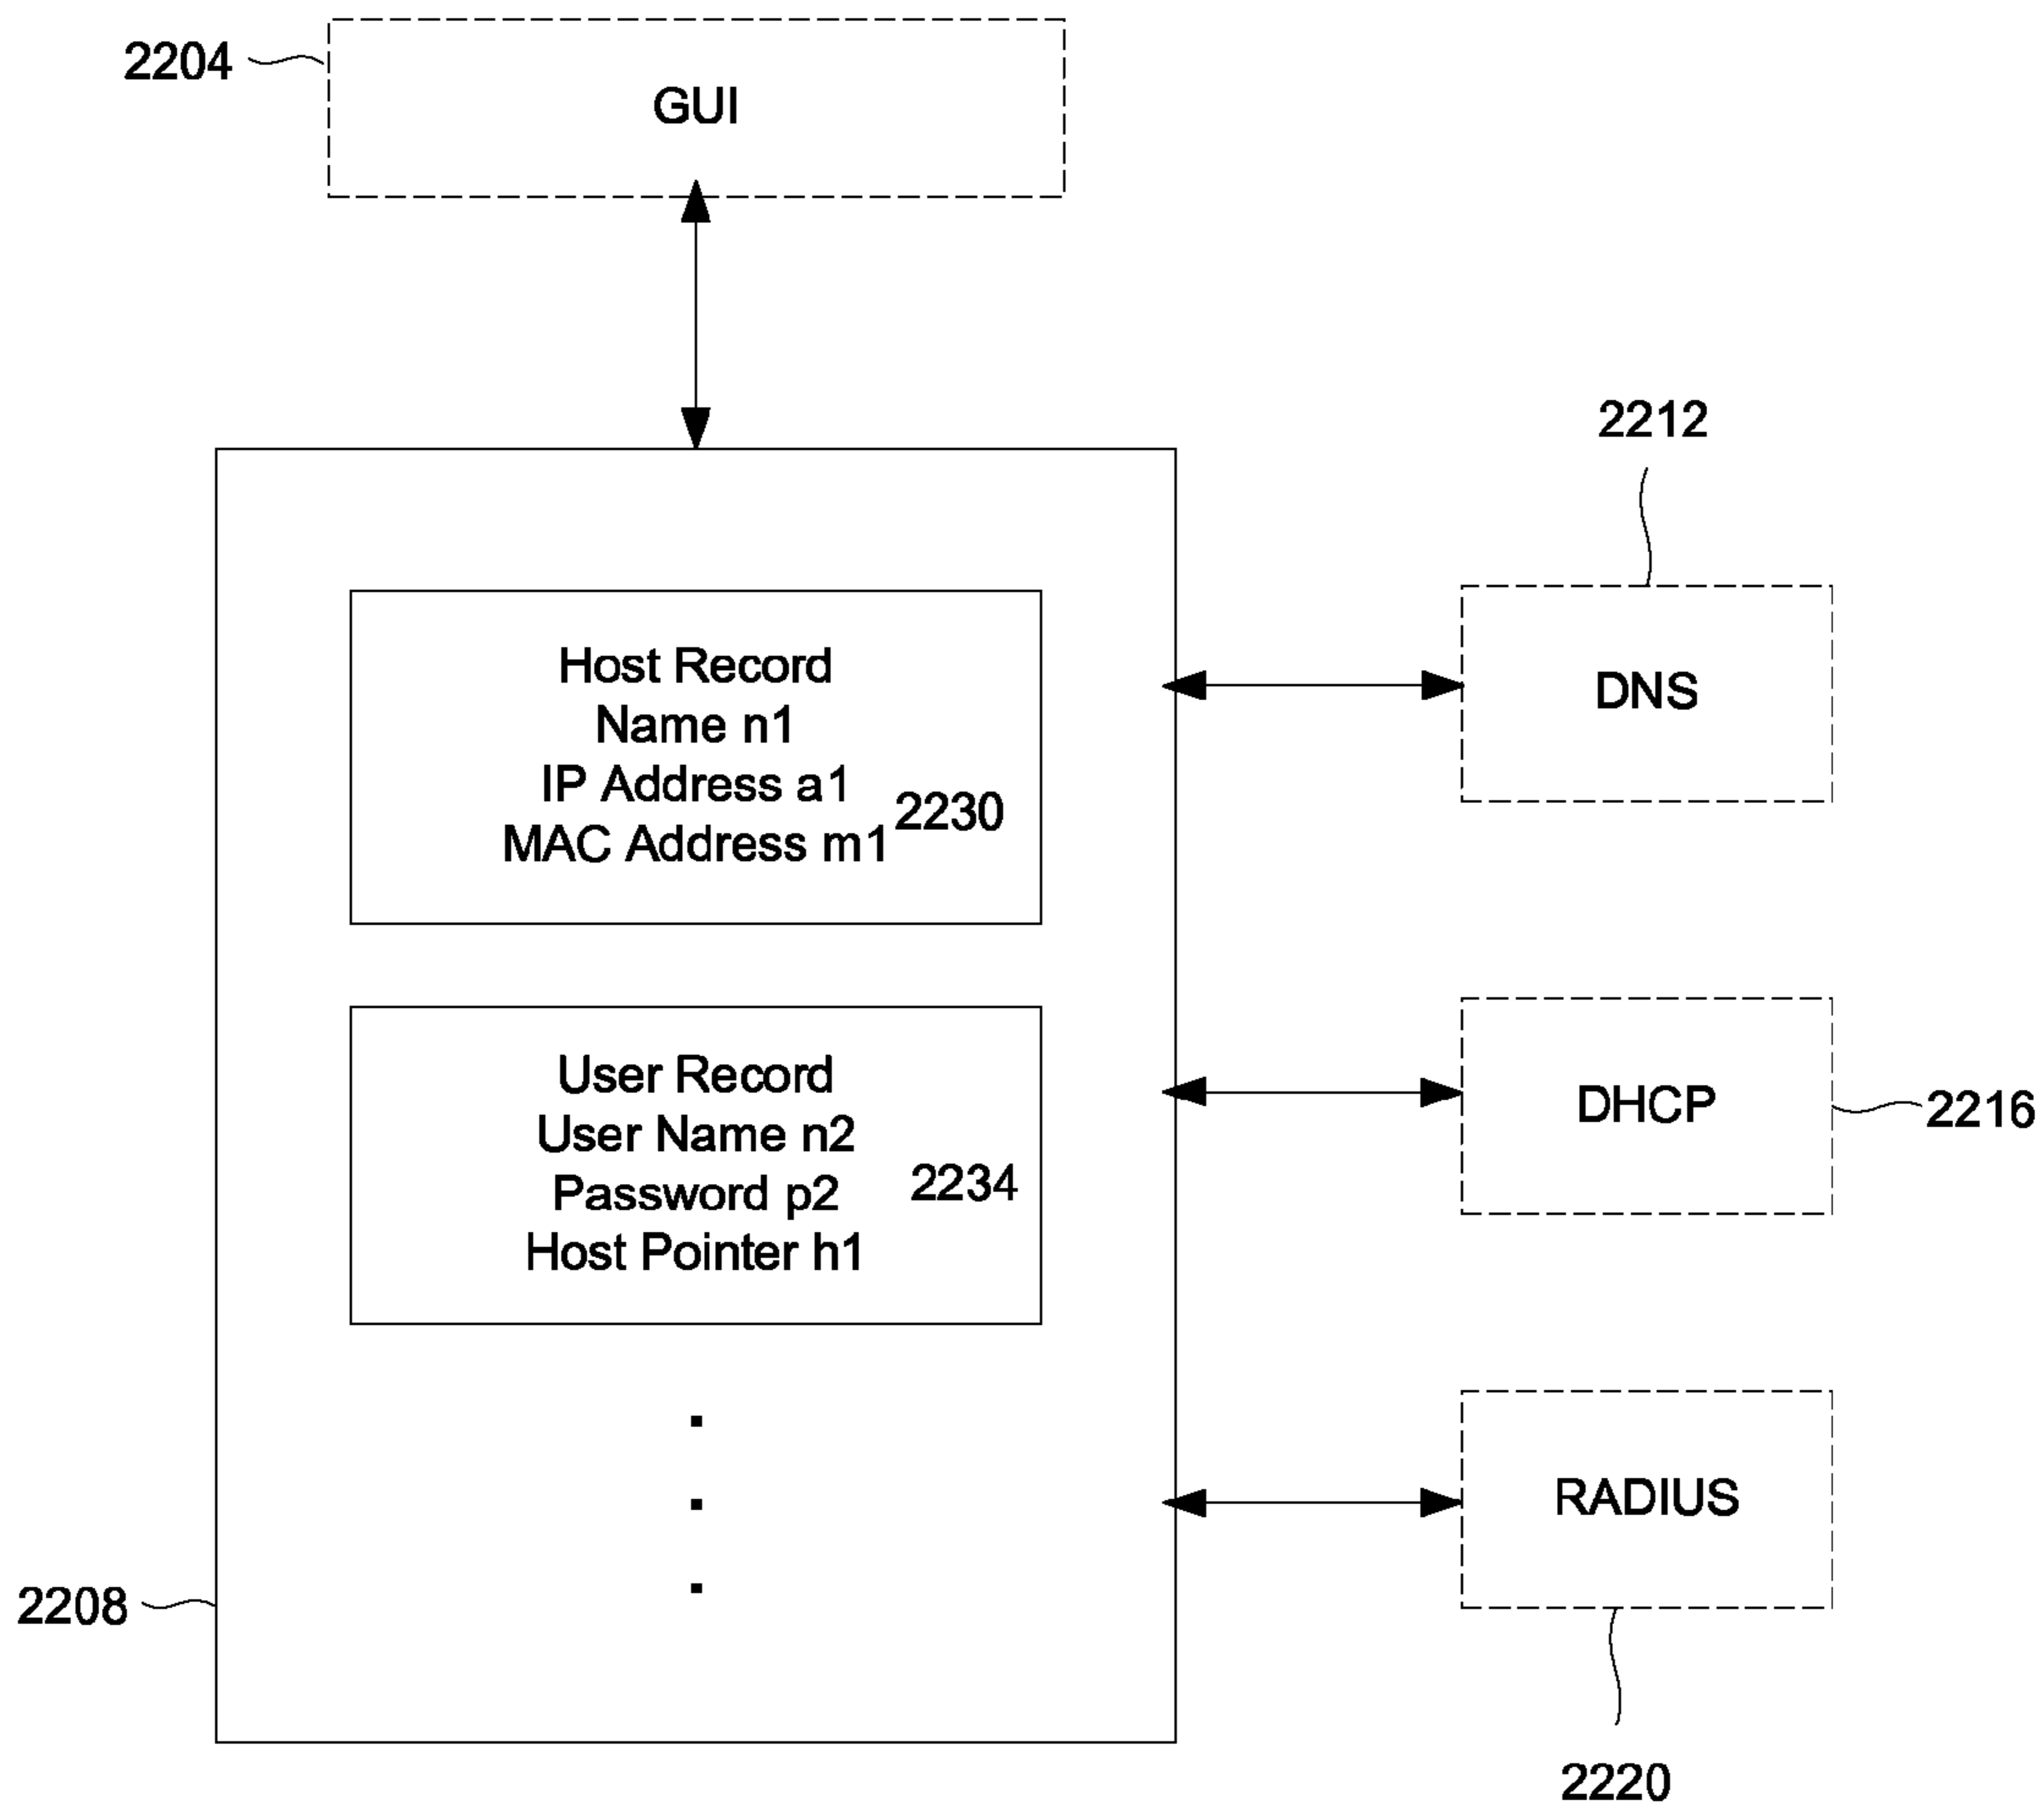 2204
GUI
2212
Host Record
Name n1
IP Address a1
MAC Address m1
2230
DNS
User Record
User Name n2
Password p2
Host Pointer h1
2234
DHCP
2216
RADIUS
2208
2220